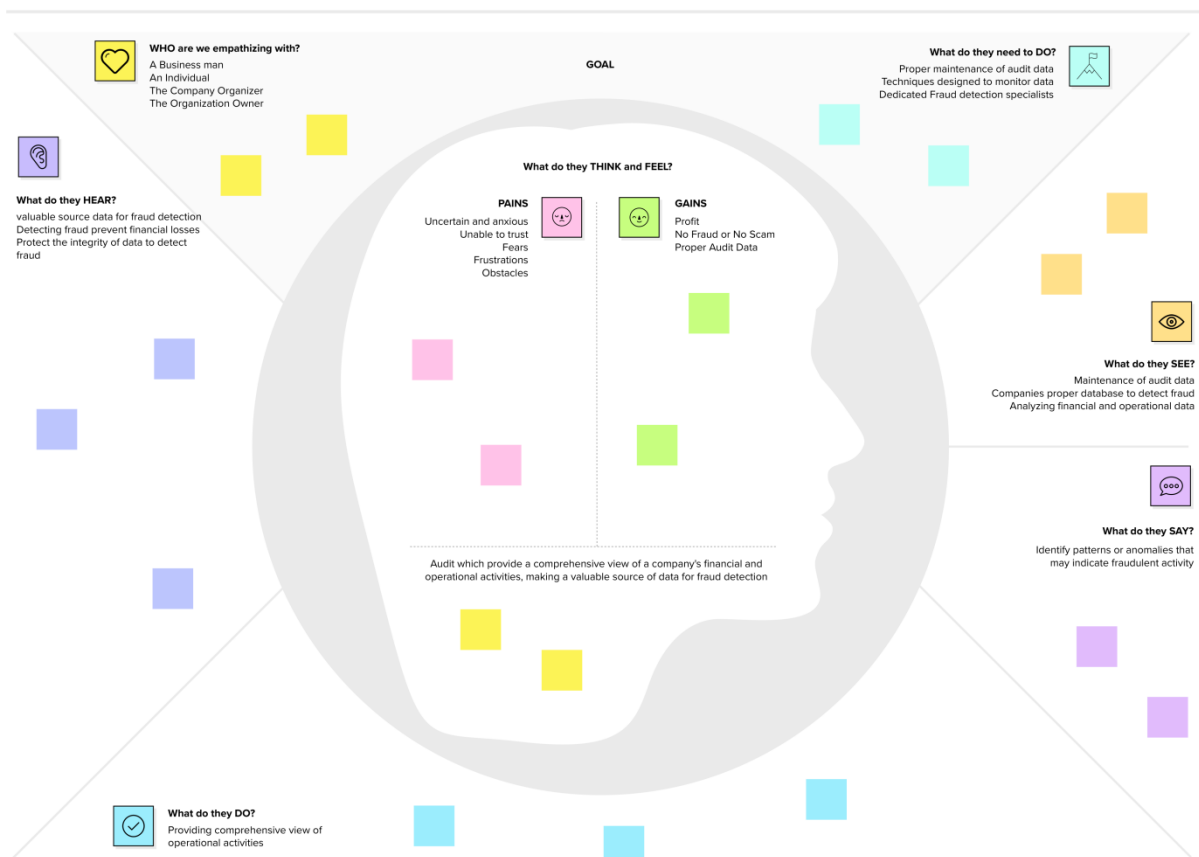 WHO are we empathizing with?
A Business man
An Individual
The Company Organizer
The Organization Owner
GOAL
What do they need to DO?
Proper maintenance of audit data
Techniques designed to monitor data
Dedicated Fraud detection specialists
What do they HEAR?
valuable source data for fraud detection
Detecting fraud prevent financial losses
Protect the integrity of data to detect
fraud
What do they THINK and FEEL?
PAINS
Uncertain and anxious
Unable to trust
Fears
Frustrations
Obstacles
GAINS
Profit
No Fraud or No Scam
Proper Audit Data
What do they SEE?
Maintenance of audit data
Companies proper database to detect fraud
Analyzing financial and operational data
What do they SAY?
Identify patterns or anomalies that
may indicate fraudulent activity
Audit which provide a comprehensive view of a company's financial and
operational activities, making a valuable source of data for fraud detection
What do they DO?
Providing comprehensive view of
operational activities